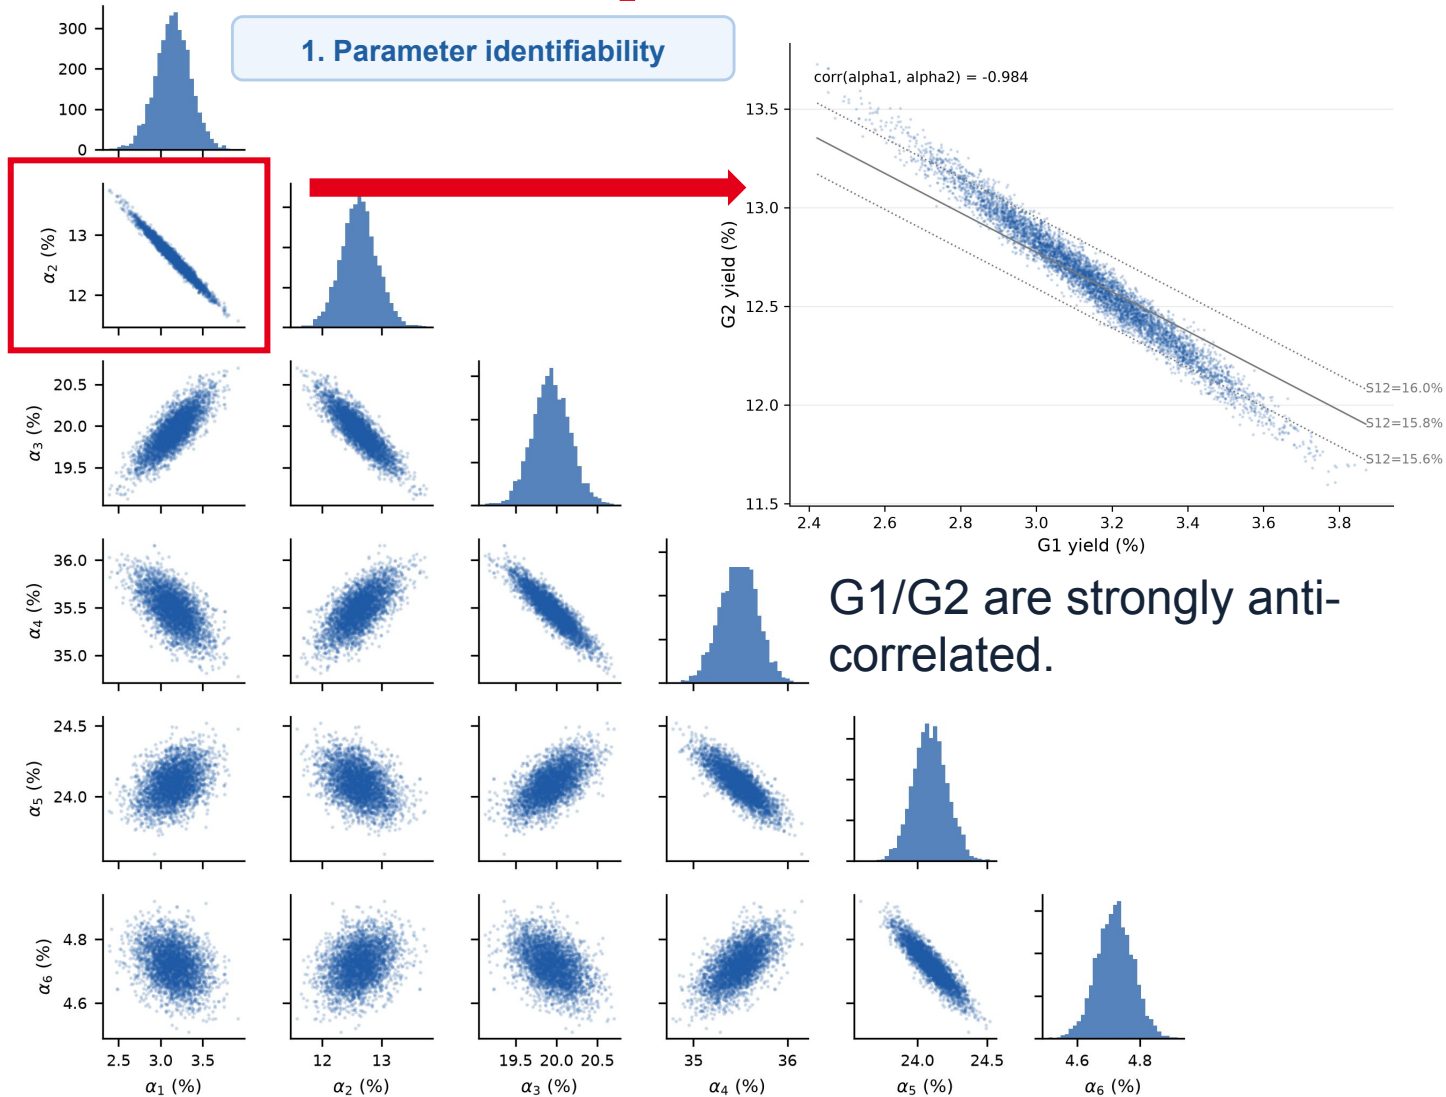 1. Parameter identifiability
300
200
100
0
α2 (%)
13
12
α3 (%)
20.5
20.0
19.5
α4 (%)
36.0
35.5
35.0
α5 (%)
24.5
24.0
α6 (%)
4.8
4.6
2.5 3.0 3.5
α1 (%)
12 13
α2 (%)
19.5 20.0 20.5
α3 (%)
35 36
α4 (%)
24.0 24.5
α5 (%)
4.6 4.8
α6 (%)
corr(alpha1, alpha2) = -0.984
G2 yield (%)
13.5
13.0
12.5
12.0
11.5
S12=16.0%
S12=15.8%
S12=15.6%
2.4 2.6 2.8 3.0 3.2 3.4 3.6 3.8
G1 yield (%)
G1/G2 are strongly anti-
correlated.